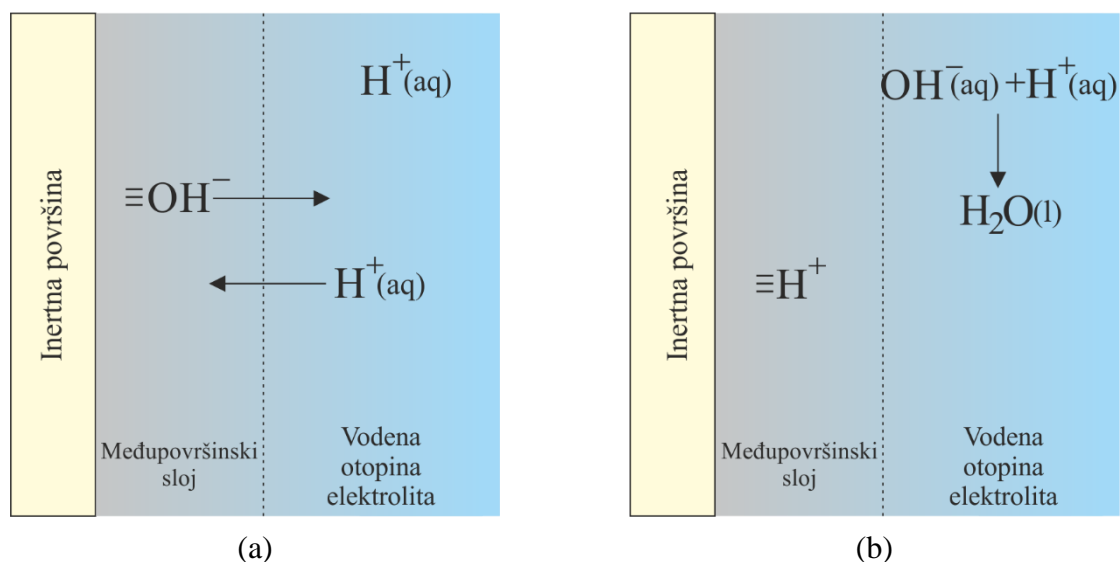 Inertna površina
H⁺(aq)
≡OH⁻
H⁺(aq)
Međupovršinski
sloj
Vodena
otopina
elektrolita
(a)
Inertna površina
OH⁻(aq) + H⁺(aq)
H₂O(l)
≡H⁺
Međupovršinski
sloj
Vodena
otopina
elektrolita
(b)